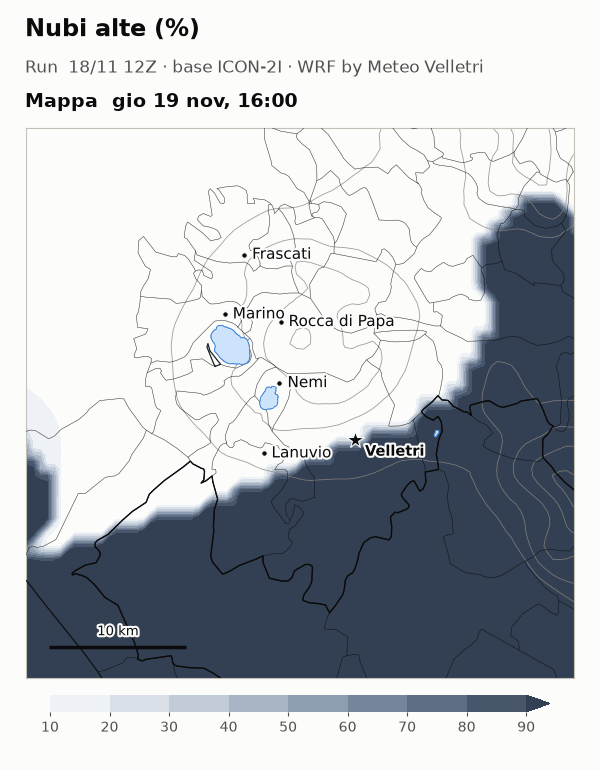 Nubi alte (%)
Run  18/11 12Z · base ICON-2I · WRF by Meteo Velletri
Mappa  gio 19 nov, 16:00
Frascati
Marino
Rocca di Papa
Nemi
Velletri
Lanuvio
10 km
10 20 30 40 50 60 70 80 90